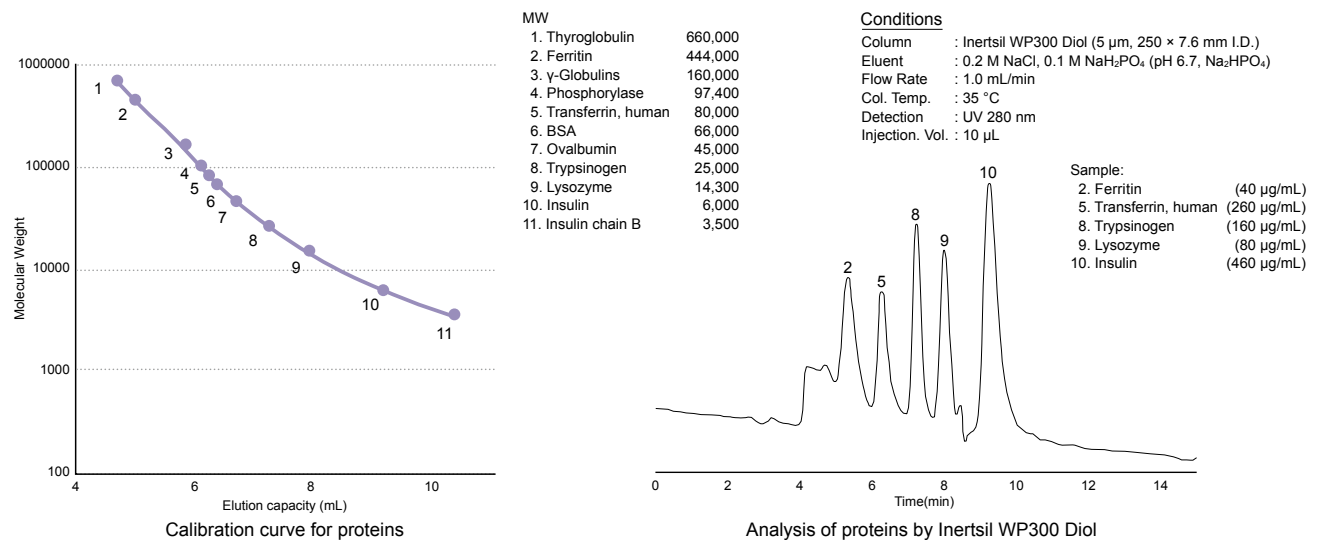 1000000
100000
10000
1000
100
4
6
8
10
1
2
3
4
5
6
7
8
9
10
11
Molecular Weight
Elution capacity (mL)
Calibration curve for proteins
MW
1. Thyroglobulin 660,000
2. Ferritin 444,000
3. γ-Globulins 160,000
4. Phosphorylase 97,400
5. Transferrin, human 80,000
6. BSA 66,000
7. Ovalbumin 45,000
8. Trypsinogen 25,000
9. Lysozyme 14,300
10. Insulin 6,000
11. Insulin chain B 3,500
Conditions
Column : Inertsil WP300 Diol (5 μm, 250 × 7.6 mm I.D.)
Eluent : 0.2 M NaCl, 0.1 M NaH₂PO₄ (pH 6.7, Na₂HPO₄)
Flow Rate : 1.0 mL/min
Col. Temp. : 35 °C
Detection : UV 280 nm
Injection. Vol. : 10 μL
Sample:
2. Ferritin (40 μg/mL)
5. Transferrin, human (260 μg/mL)
8. Trypsinogen (160 μg/mL)
9. Lysozyme (80 μg/mL)
10. Insulin (460 μg/mL)
2
5
8
9
10
0 2 4 6 8 10 12 14
Time(min)
Analysis of proteins by Inertsil WP300 Diol